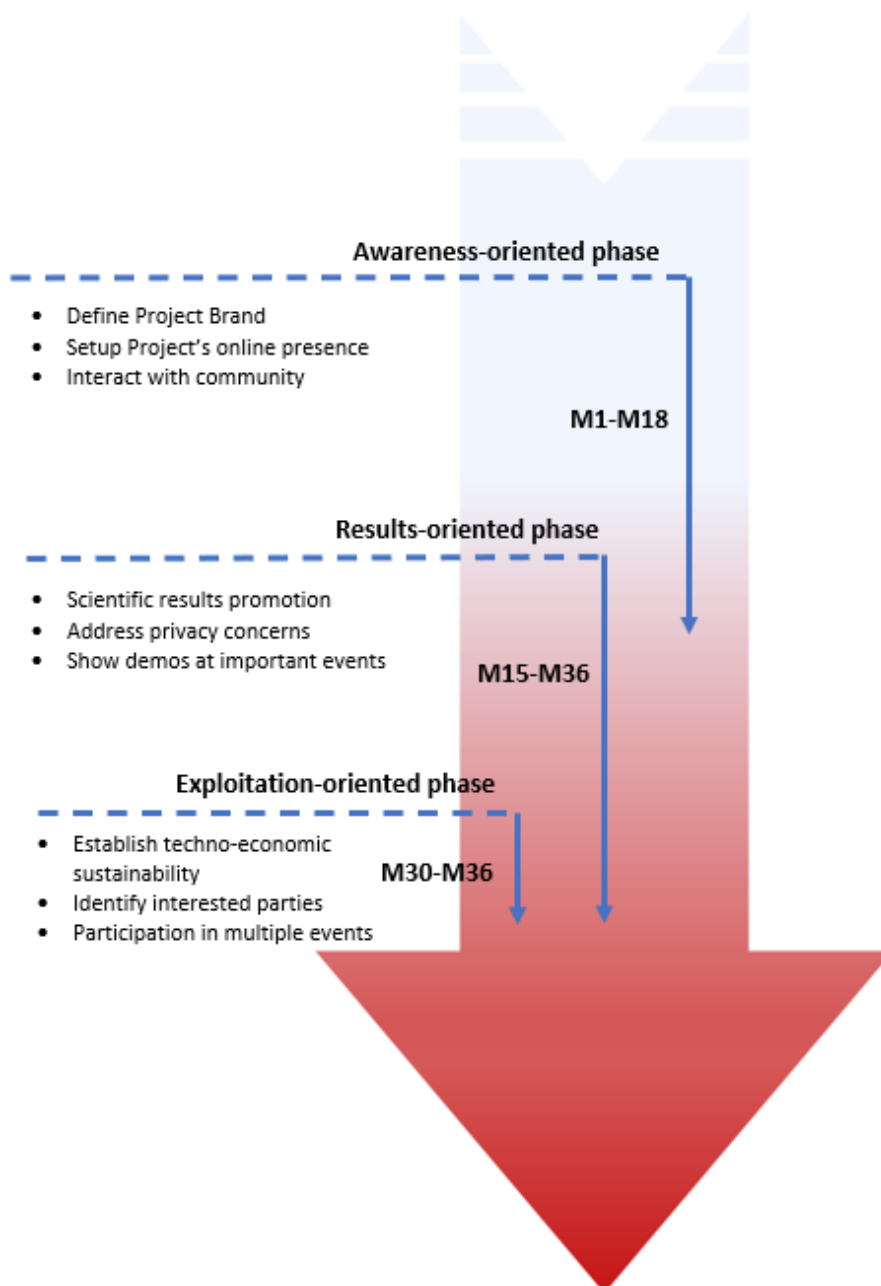 Awareness-oriented phase
• Define Project Brand
• Setup Project's online presence
• Interact with community
M1-M18
Results-oriented phase
• Scientific results promotion
• Address privacy concerns
• Show demos at important events
M15-M36
Exploitation-oriented phase
• Establish techno-economic
sustainability
• Identify interested parties
• Participation in multiple events
M30-M36